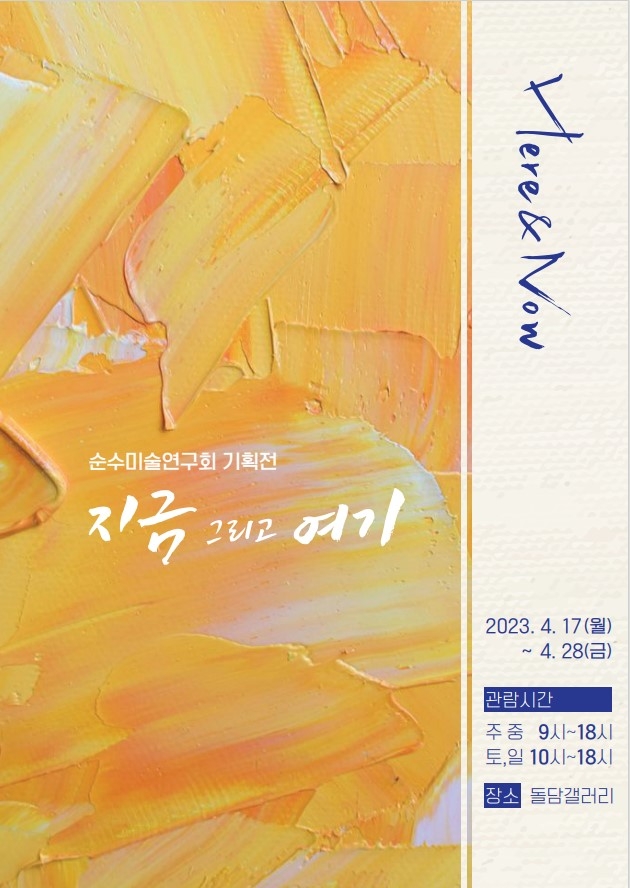 Here & Now
순수미술연구회 기획전
지금 그리고 여기
2023. 4. 17(월)
~ 4. 28(금)
관람시간
주 중 9시~18시
토,일 10시~18시
장소 돌담갤러리